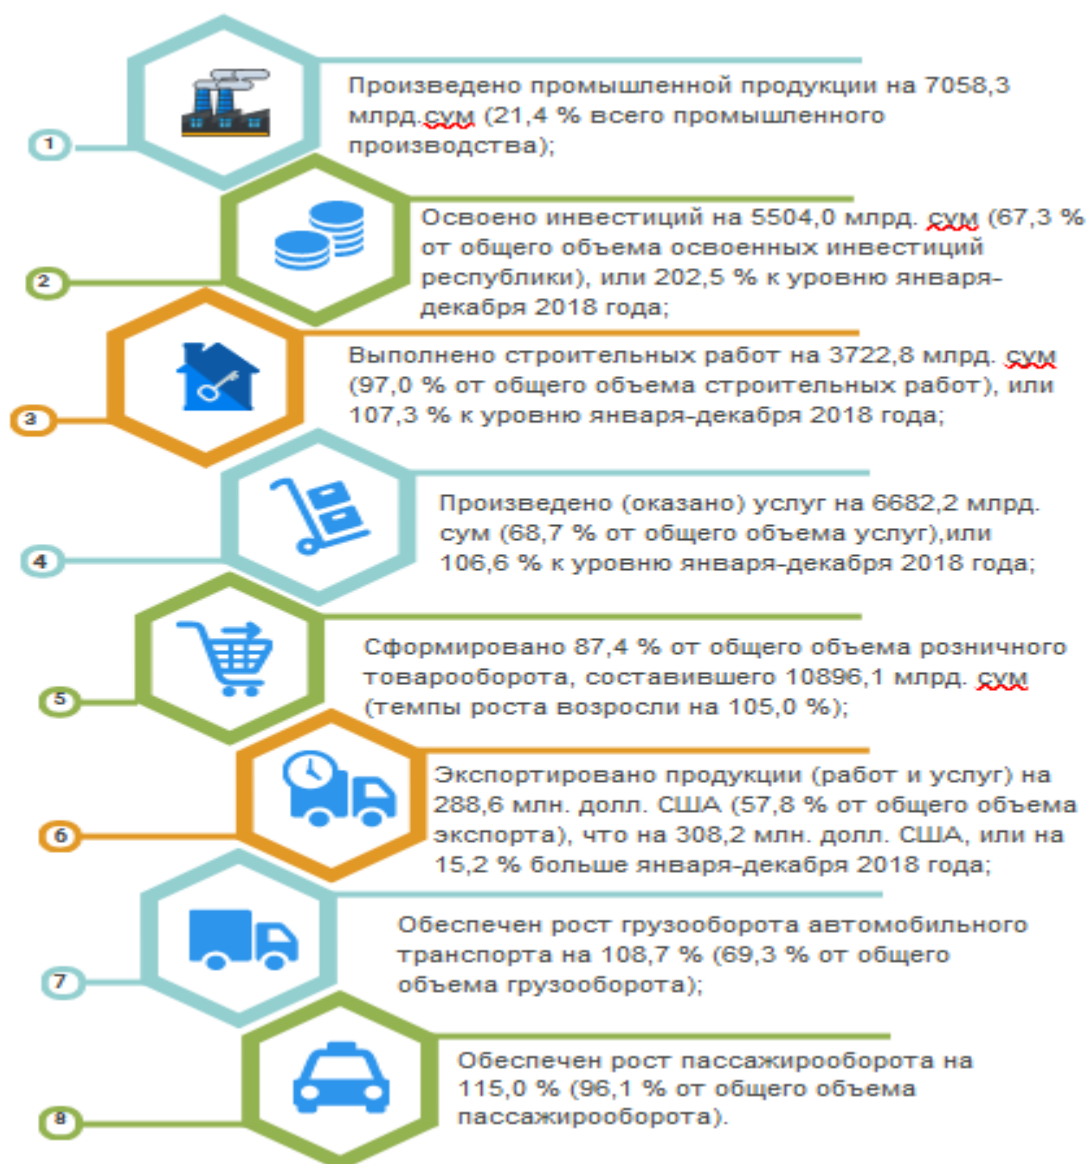 1
Произведено промышленной продукции на 7058,3
млрд.сум (21,4 % всего промышленного
производства);
2
Освоено инвестиций на 5504,0 млрд. сум (67,3 %
от общего объема освоенных инвестиций
республики), или 202,5 % к уровню января-
декабря 2018 года;
3
Выполнено строительных работ на 3722,8 млрд. сум
(97,0 % от общего объема строительных работ), или
107,3 % к уровню января-декабря 2018 года;
4
Произведено (оказано) услуг на 6682,2 млрд.
сум (68,7 % от общего объема услуг),или
106,6 % к уровню января-декабря 2018 года;
5
Сформировано 87,4 % от общего объема розничного
товарооборота, составившего 10896,1 млрд. сум
(темпы роста возросли на 105,0 %);
6
Экспортировано продукции (работ и услуг) на
288,6 млн. долл. США (57,8 % от общего объема
экспорта), что на 308,2 млн. долл. США, или на
15,2 % больше января-декабря 2018 года;
7
Обеспечен рост грузооборота автомобильного
транспорта на 108,7 % (69,3 % от общего
объема грузооборота);
8
Обеспечен рост пассажирооборота на
115,0 % (96,1 % от общего объема
пассажирооборота).